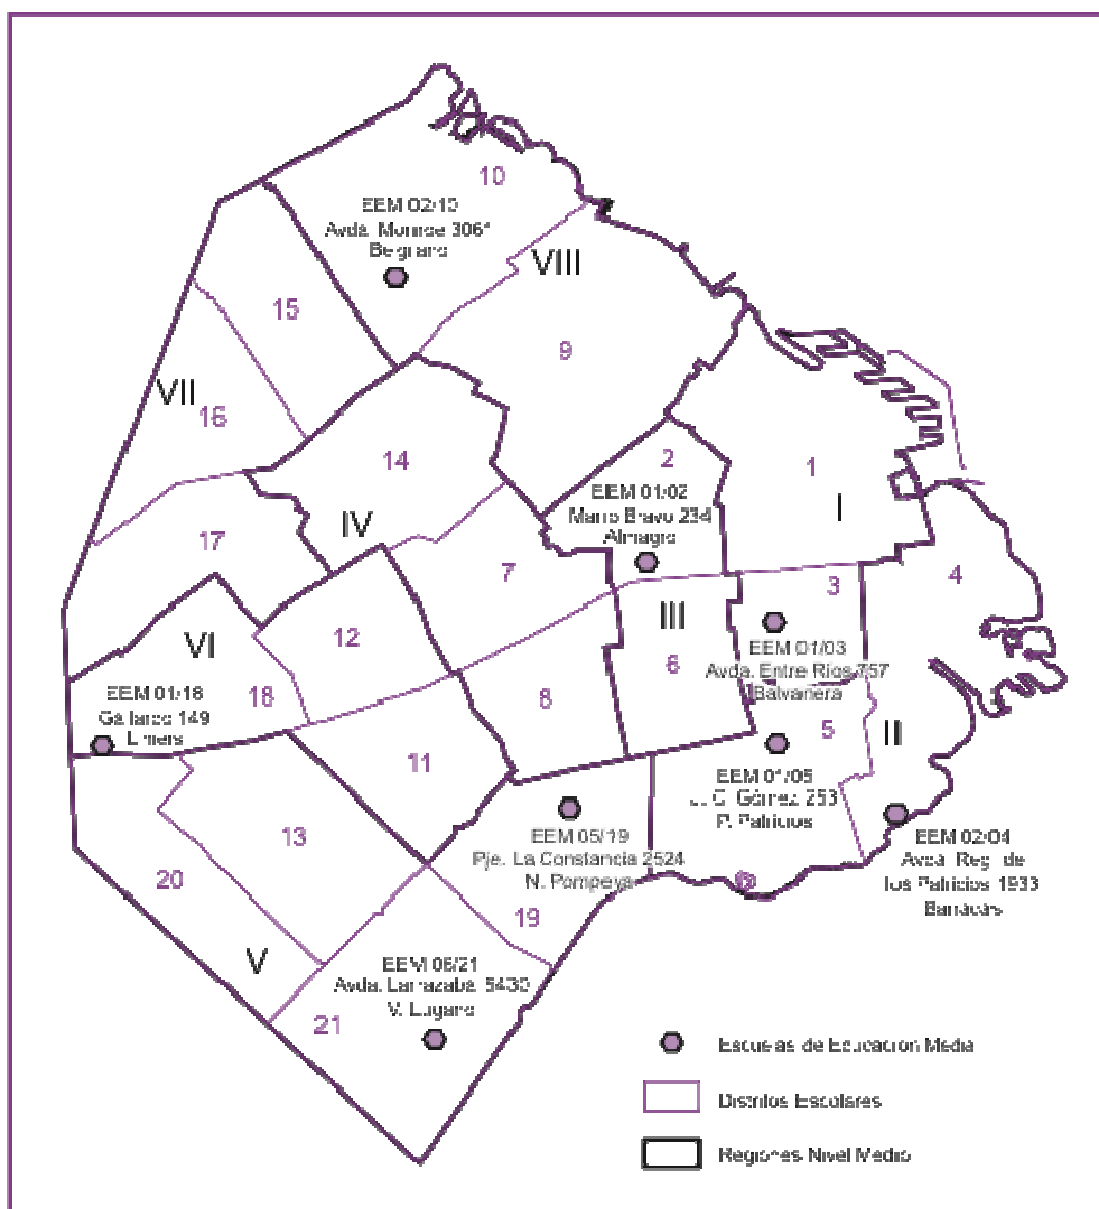 10
EEM 02/10
Avda. Monroe 3061
Belgrano
VIII
15
9
VII
16
14
2
1
EEM 01/02
Mario Bravo 234
Almagro
I
IV
17
7
4
3
12
III
VI
EEM 01/03
Avda. Entre Ríos 757
Balvanera
6
EEM 01/18
Gallardo 149
Liniers
18
8
5
II
11
EEM 01/05
J. C. Gómez 253
P. Patricios
13
EEM 05/19
Pje. La Constancia 2524
N. Pompeya
EEM 02/04
Avda. Reg. de
los Patricios 1933
Barracas
20
19
V
EEM 06/21
Avda. Larrazabal 5430
V. Lugano
21
Escuelas de Educación Media
Distritos Escolares
Regiones Nivel Medio